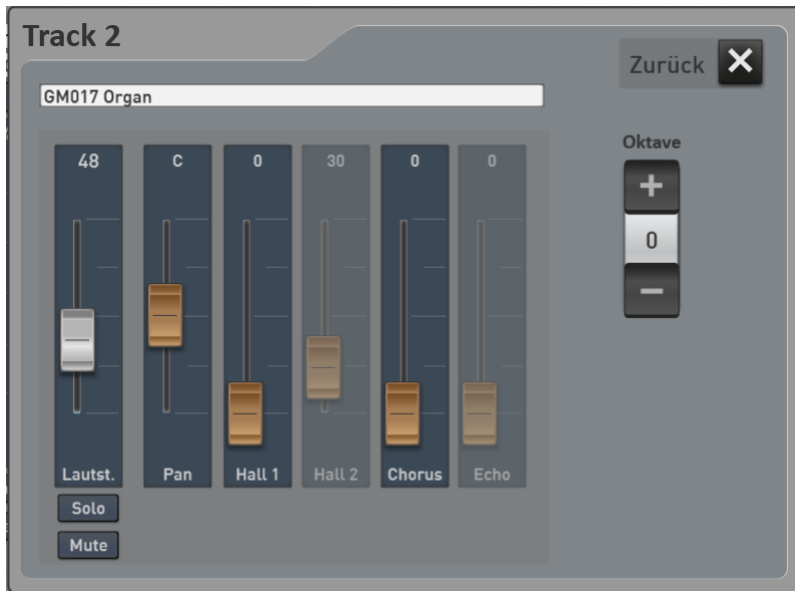 Track 2
Zurück
GM017 Organ
Oktave
48 C 0 30 0 0
+
0
−
Lautst. Pan Hall 1 Hall 2 Chorus Echo
Solo
Mute